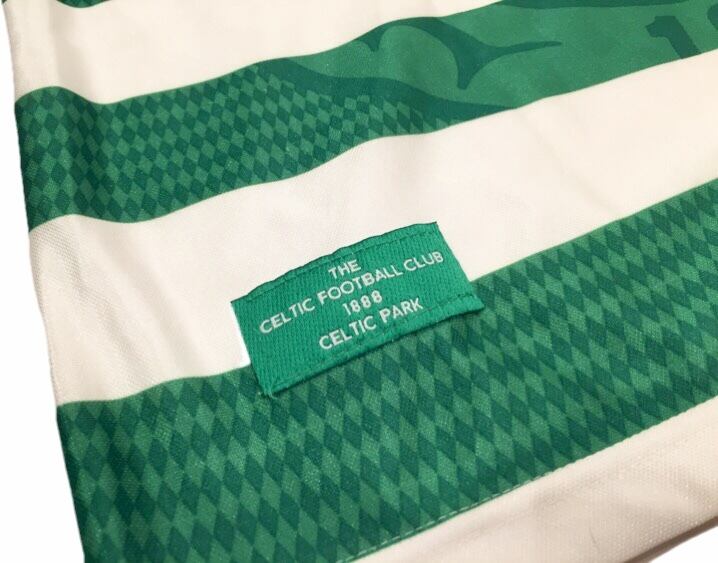 THE
CELTIC FOOTBALL CLUB
1888
CELTIC PARK